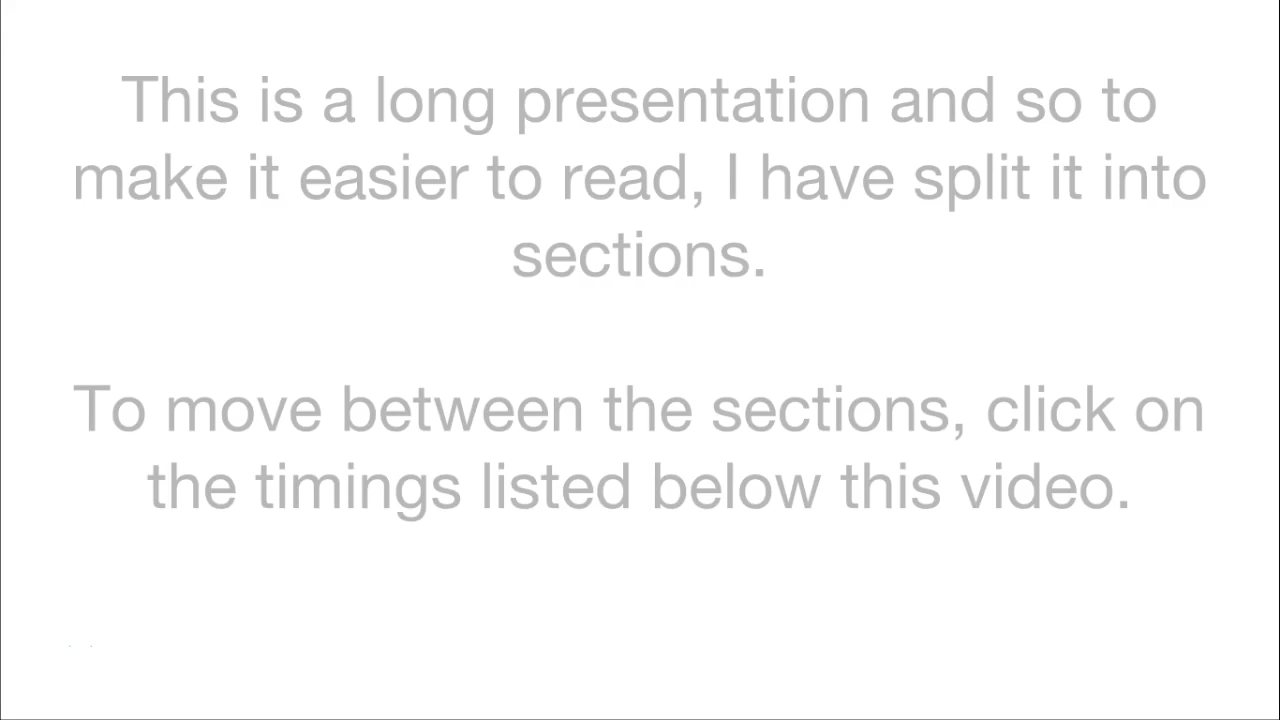 This is a long presentation and so to
make it easier to read, I have split it into
sections.
To move between the sections, click on
the timings listed below this video.